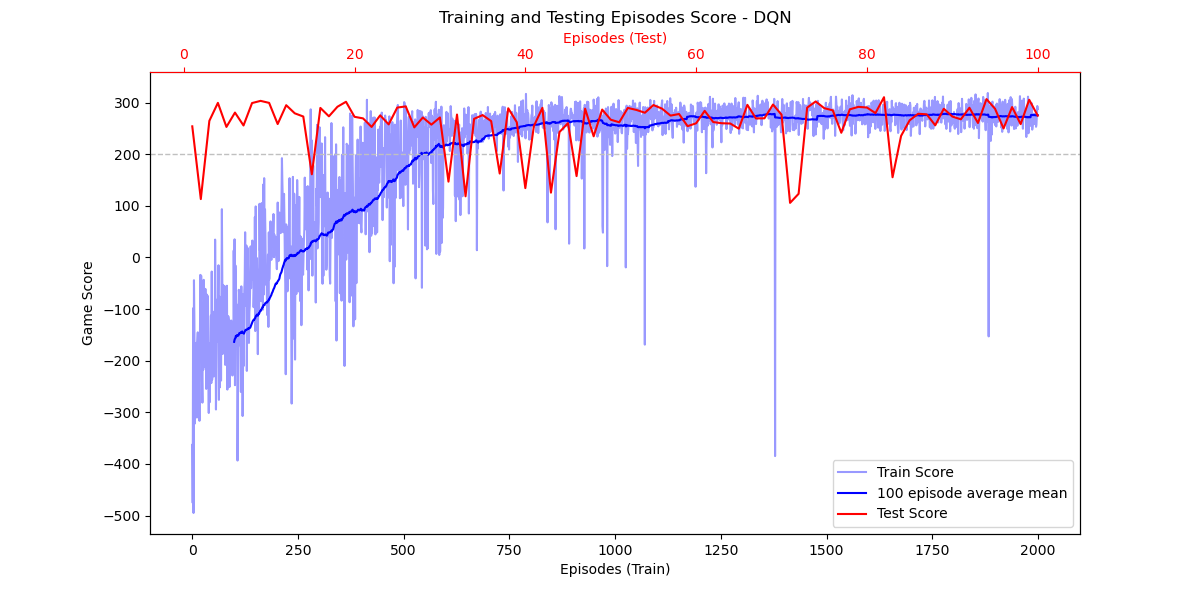 Training and Testing Episodes Score - DQN
Episodes (Test)
0 20 40 60 80 100
Game Score
300
200
100
0
−100
−200
−300
−400
−500
Train Score
100 episode average mean
Test Score
0 250 500 750 1000 1250 1500 1750 2000
Episodes (Train)